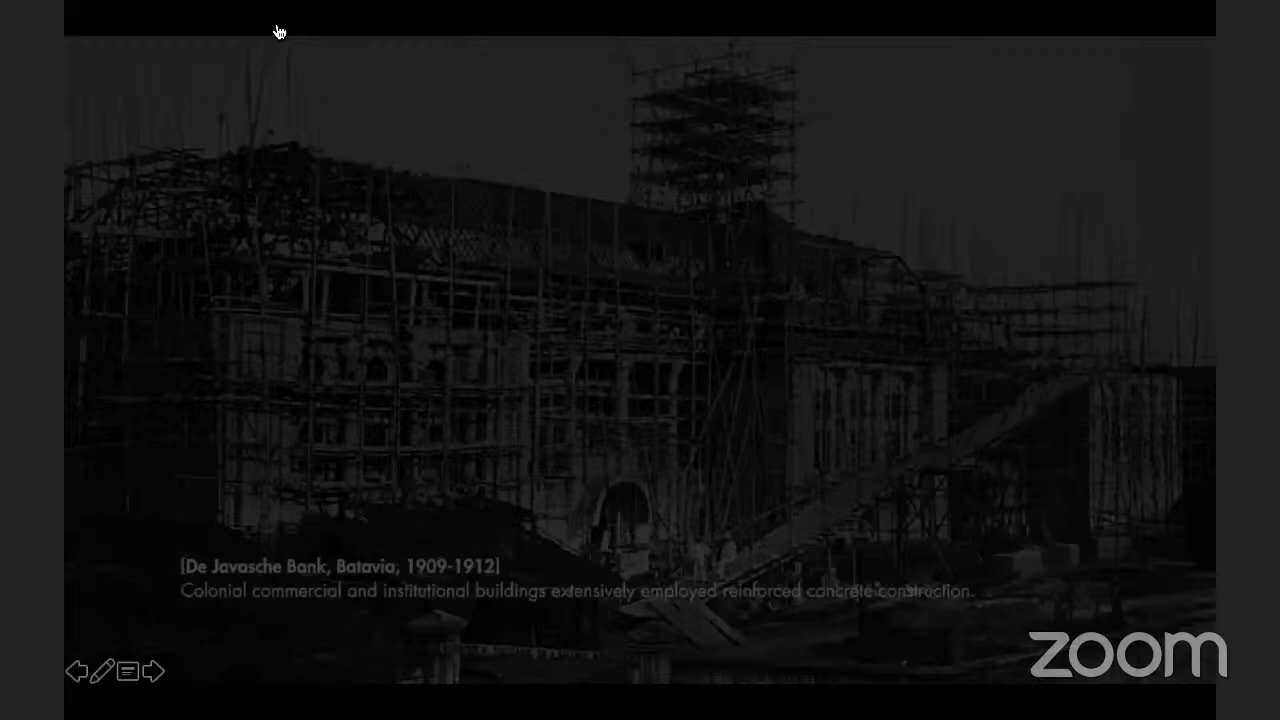 [De Javasche Bank, Batavia, 1909-1912]
Colonial commercial and institutional buildings extensively employed reinforced concrete construction.
zoom